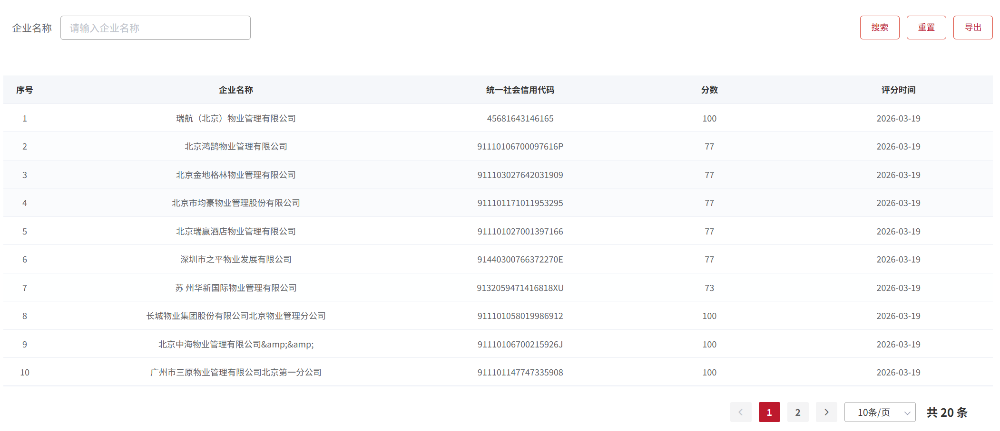 企业名称 请输入企业名称 搜索 重置 导出
序号 企业名称 统一社会信用代码 分数 评分时间
1 瑞航（北京）物业管理有限公司 45681643146165 100 2026-03-19
2 北京鸿鹄物业管理有限公司 91110106700097616P 77 2026-03-19
3 北京金地格林物业管理有限公司 911103027642031909 77 2026-03-19
4 北京市均豪物业管理股份有限公司 911101171011953295 77 2026-03-19
5 北京瑞赢酒店物业管理有限公司 911101027001397166 77 2026-03-19
6 深圳市之平物业发展有限公司 91440300766372270E 77 2026-03-19
7 苏 州华新国际物业管理有限公司 9132059471416818XU 73 2026-03-19
8 长城物业集团股份有限公司北京物业管理分公司 911101058019986912 100 2026-03-19
9 北京中海物业管理有限公司&amp;&amp; 91110106700215926J 100 2026-03-19
10 广州市三原物业管理有限公司北京第一分公司 911101147747335908 100 2026-03-19
1 2 10条/页 共 20 条